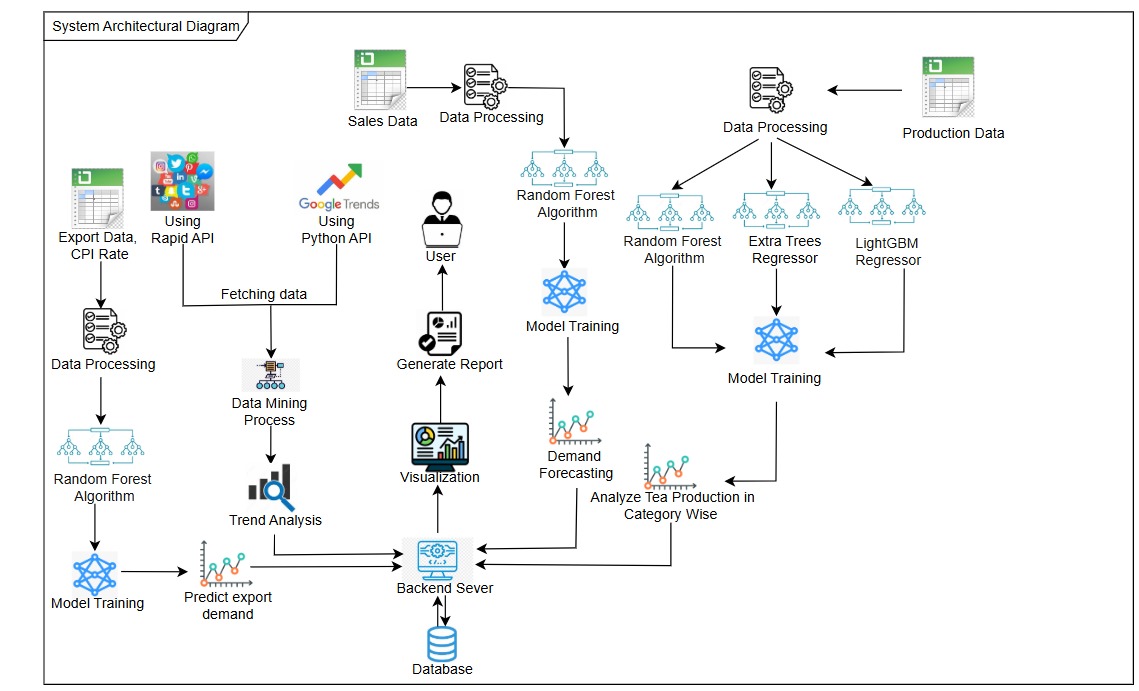 System Architectural Diagram
Sales Data
Data Processing
Data Processing
Production Data
Export Data,
CPI Rate
Using
Rapid API
Google Trends
Using
Python API
Fetching data
User
Random Forest
Algorithm
Random Forest
Algorithm
Extra Trees
Regressor
LightGBM
Regressor
Data Processing
Data Mining
Process
Generate Report
Model Training
Model Training
Random Forest
Algorithm
Trend Analysis
Visualization
Demand
Forecasting
Analyze Tea Production in
Category Wise
Model Training
Predict export
demand
Backend Sever
Database